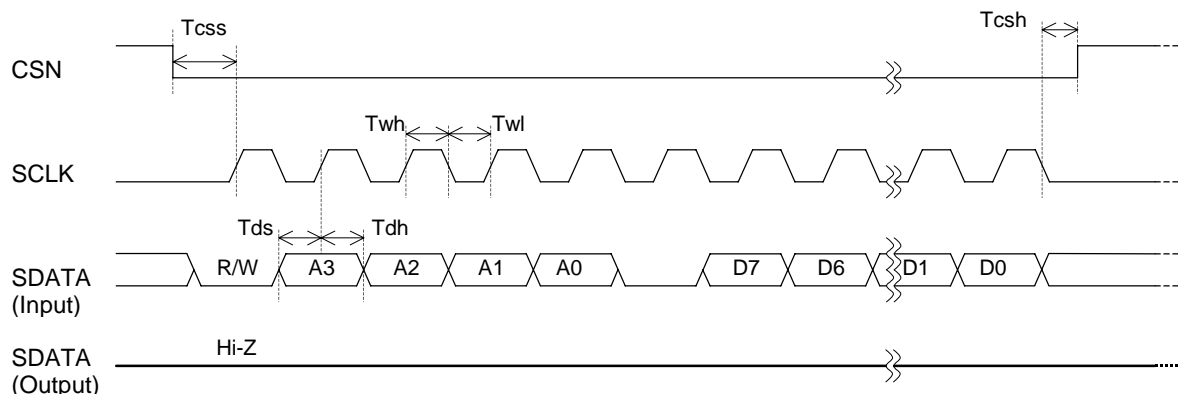 Tcss
Tcsh
CSN
Twh Twl
SCLK
Tds Tdh
R/W A3 A2 A1 A0 D7 D6 D1 D0
SDATA
(Input)
Hi-Z
SDATA
(Output)